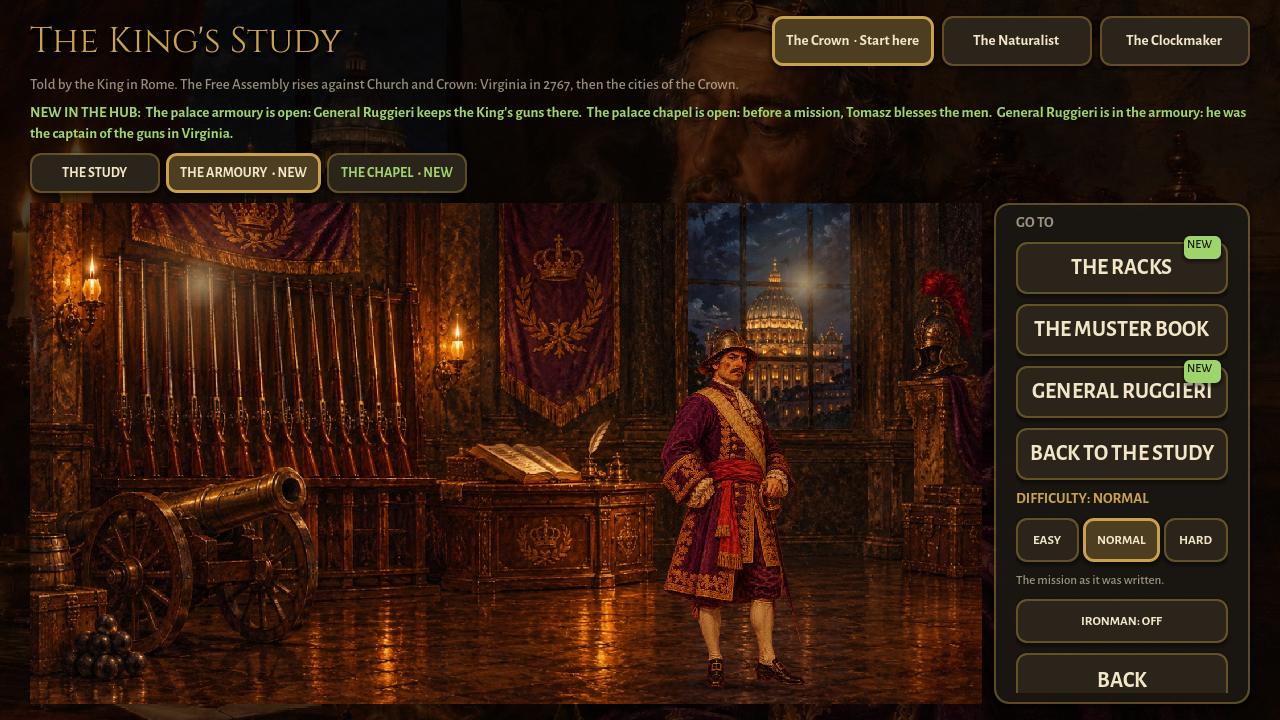 The King's Study
The Crown · Start here
The Naturalist
The Clockmaker
Told by the King in Rome. The Free Assembly rises against Church and Crown: Virginia in 2767, then the cities of the Crown.
NEW IN THE HUB: The palace armoury is open: General Ruggieri keeps the King's guns there. The palace chapel is open: before a mission, Tomasz blesses the men. General Ruggieri is in the armoury: he was
the captain of the guns in Virginia.
THE STUDY
THE ARMOURY · NEW
THE CHAPEL · NEW
GO TO
NEW
THE RACKS
THE MUSTER BOOK
NEW
GENERAL RUGGIERI
BACK TO THE STUDY
DIFFICULTY: NORMAL
EASY
NORMAL
HARD
The mission as it was written.
IRONMAN: OFF
BACK